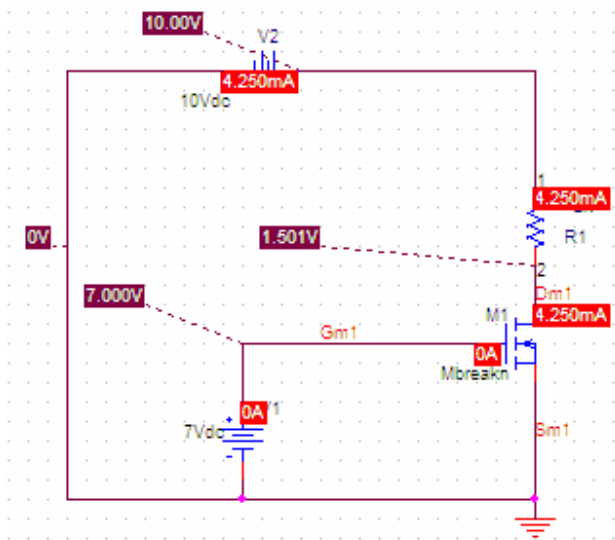 10.00V
V2
4.250mA
10Vdc
1
4.250mA
R1
0V
1.501V
2
7.000V
Dm1
M1
4.250mA
Gm1
0A
Mbreakn
0A
7Vdc
Sm1